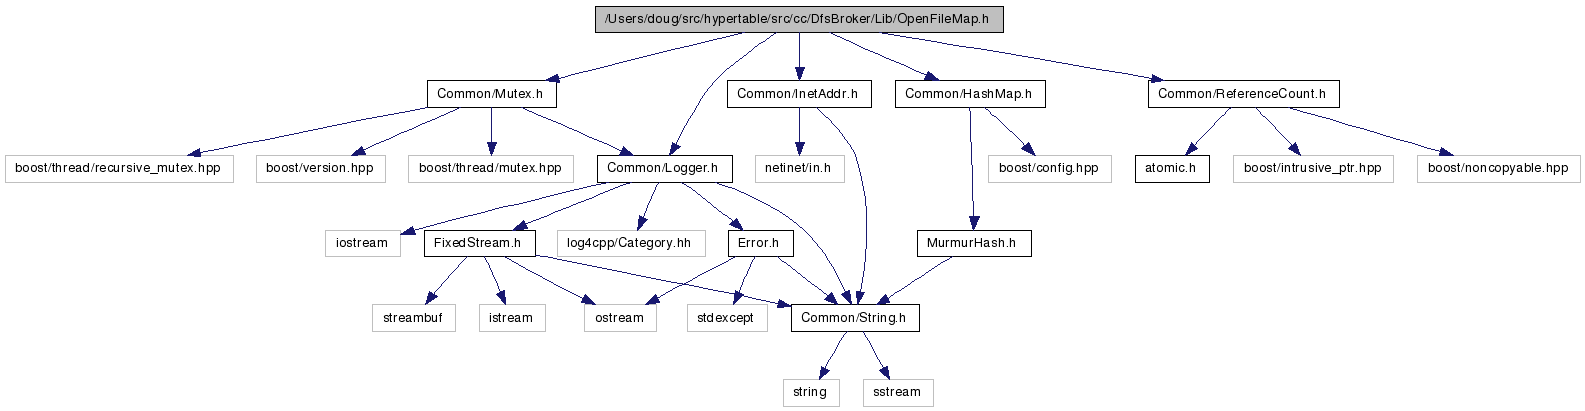 /Users/doug/src/hypertable/src/cc/DfsBroker/Lib/OpenFileMap.h
Common/Mutex.h
Common/InetAddr.h
Common/HashMap.h
Common/ReferenceCount.h
boost/thread/recursive_mutex.hpp
boost/version.hpp
boost/thread/mutex.hpp
Common/Logger.h
netinet/in.h
boost/config.hpp
atomic.h
boost/intrusive_ptr.hpp
boost/noncopyable.hpp
iostream
FixedStream.h
log4cpp/Category.hh
Error.h
MurmurHash.h
streambuf
istream
ostream
stdexcept
Common/String.h
string
sstream